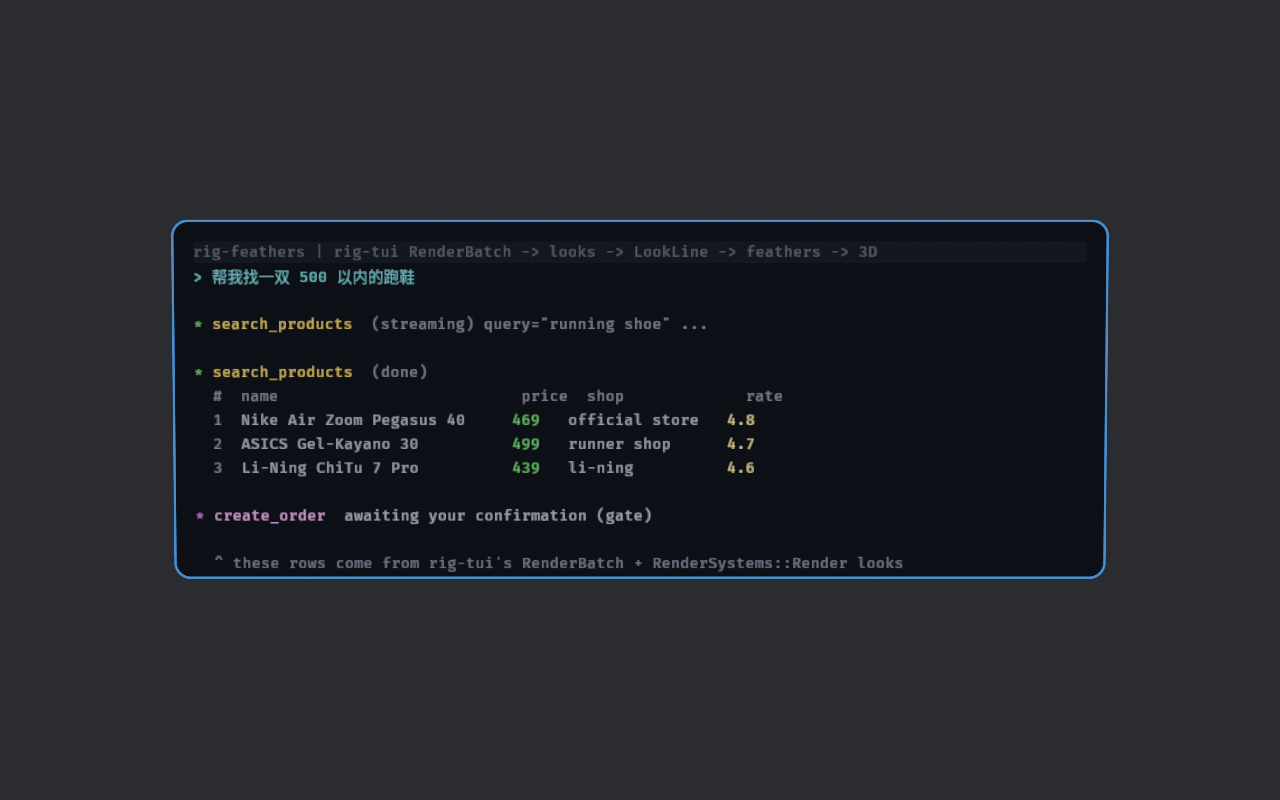 rig-feathers | rig-tui RenderBatch -> looks -> LookLine -> feathers -> 3D
> 帮我找一双 500 以内的跑鞋
* search_products  (streaming) query="running shoe" ...
* search_products  (done)
#  name                          price  shop             rate
1  Nike Air Zoom Pegasus 40     469   official store   4.8
2  ASICS Gel-Kayano 30          499   runner shop      4.7
3  Li-Ning ChiTu 7 Pro          439   li-ning          4.6
* create_order  awaiting your confirmation (gate)
^ these rows come from rig-tui's RenderBatch + RenderSystems::Render looks